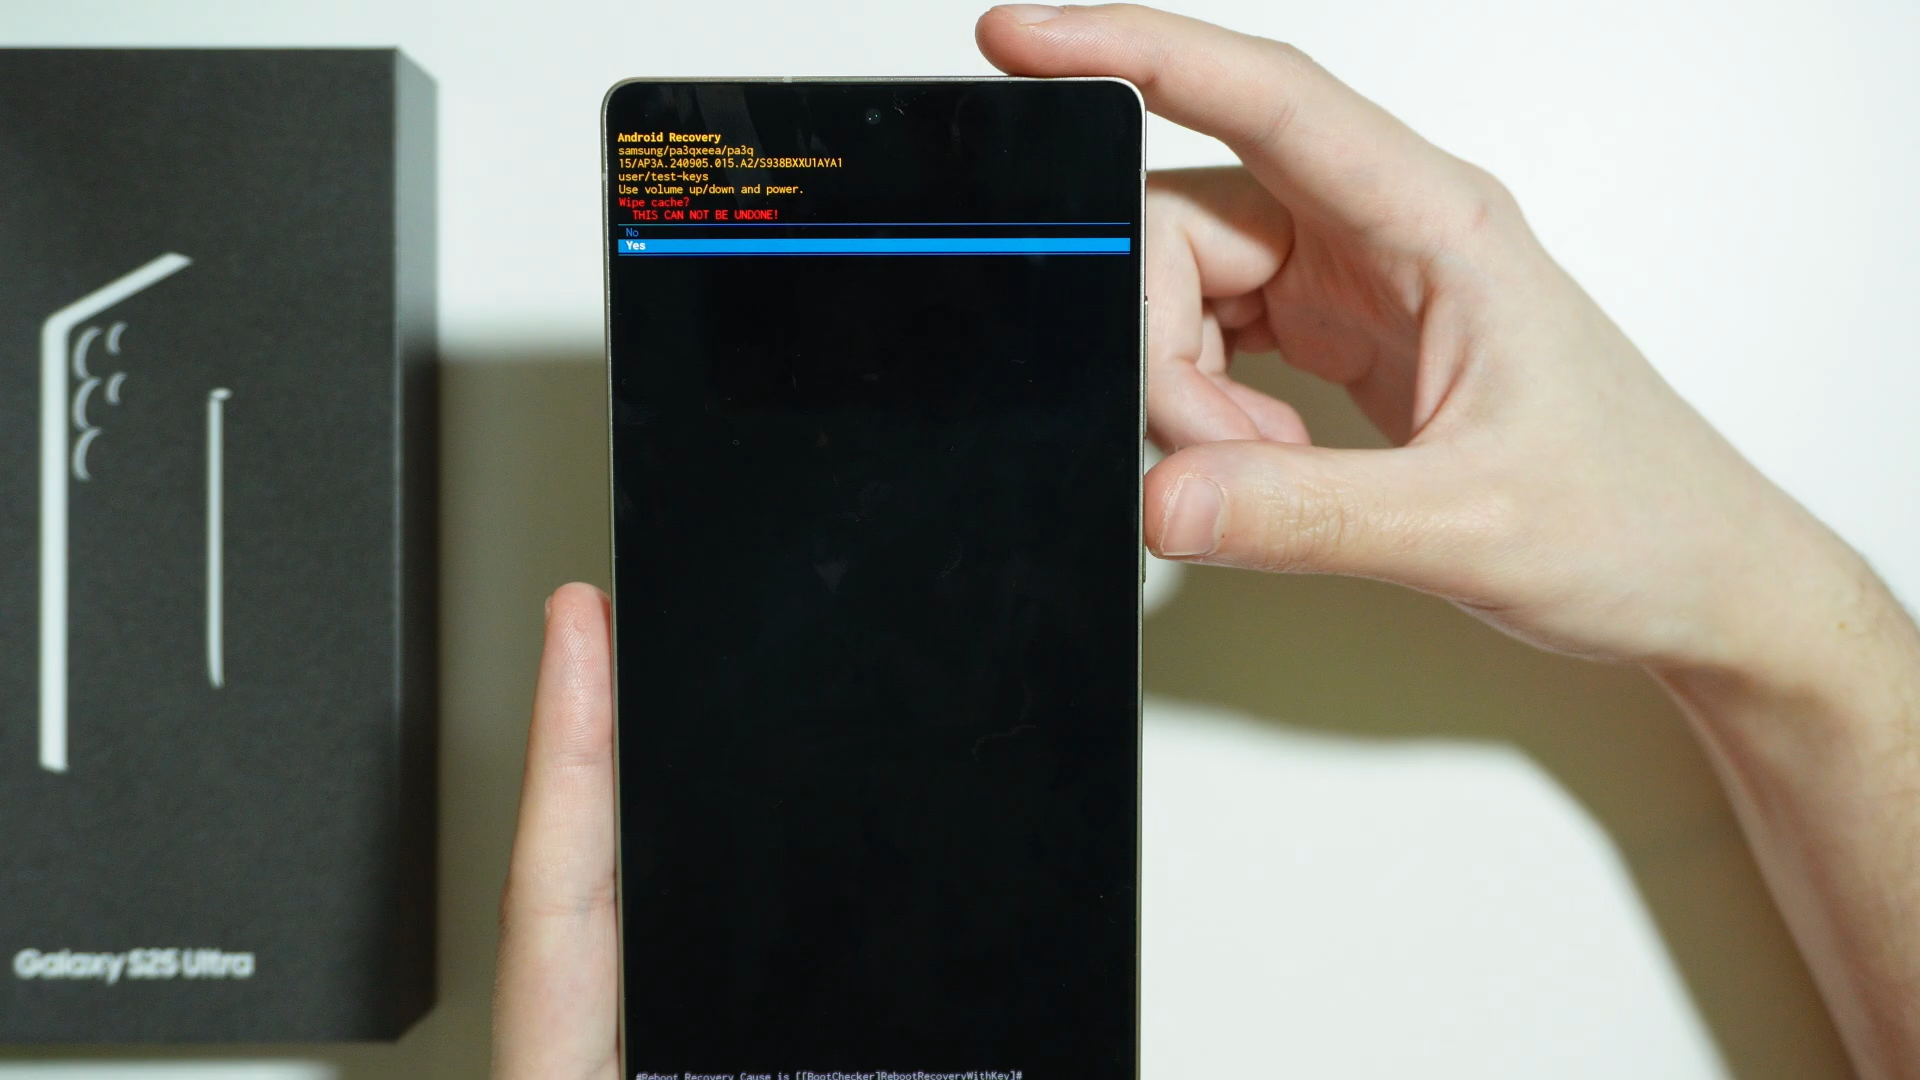 Android Recovery
samsung/pa3qxeea/pa3q
15/AP3A.240905.015.A2/S938BXXU1AYA1
user/test-keys
Use volume up/down and power.
Wipe cache?
THIS CAN NOT BE UNDONE!
No
Yes
#Reboot Recovery Cause is [[BootChecker]RebootRecoveryWithKey]#
Galaxy S25 Ultra